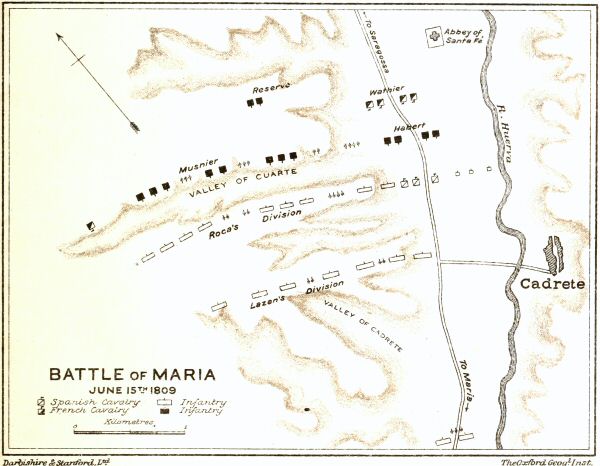 To Saragossa
Abbey of
Santa Fé
Reserve
Wathier
R. Huerva
Habert
Musnier
VALLEY OF CUARTE
Roca's Division
Cadrete
Lazan's Division
VALLEY OF CADRETE
BATTLE OF MARIA
JUNE 15TH 1809
To Maria
Spanish Cavalry Infantry
French Cavalry Infantry
Kilometres
0 1
Darbishire & Stanford, Ltd.
The Oxford Geogl. Inst.